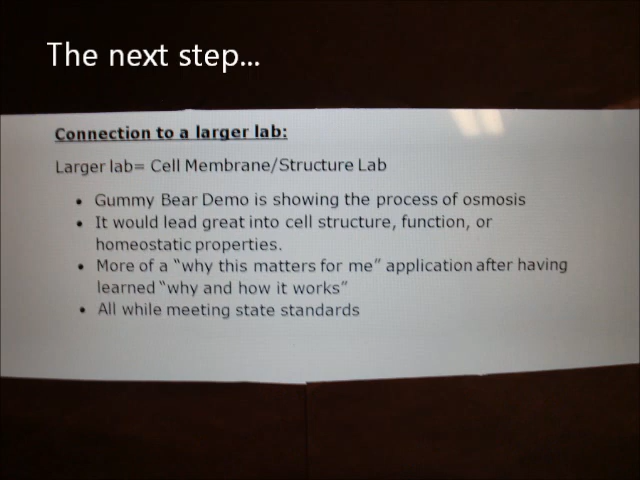 The next step...
Connection to a larger lab:
Larger lab= Cell Membrane/Structure Lab
• Gummy Bear Demo is showing the process of osmosis
• It would lead great into cell structure, function, or
homeostatic properties.
• More of a “why this matters for me” application after having
learned “why and how it works”
• All while meeting state standards